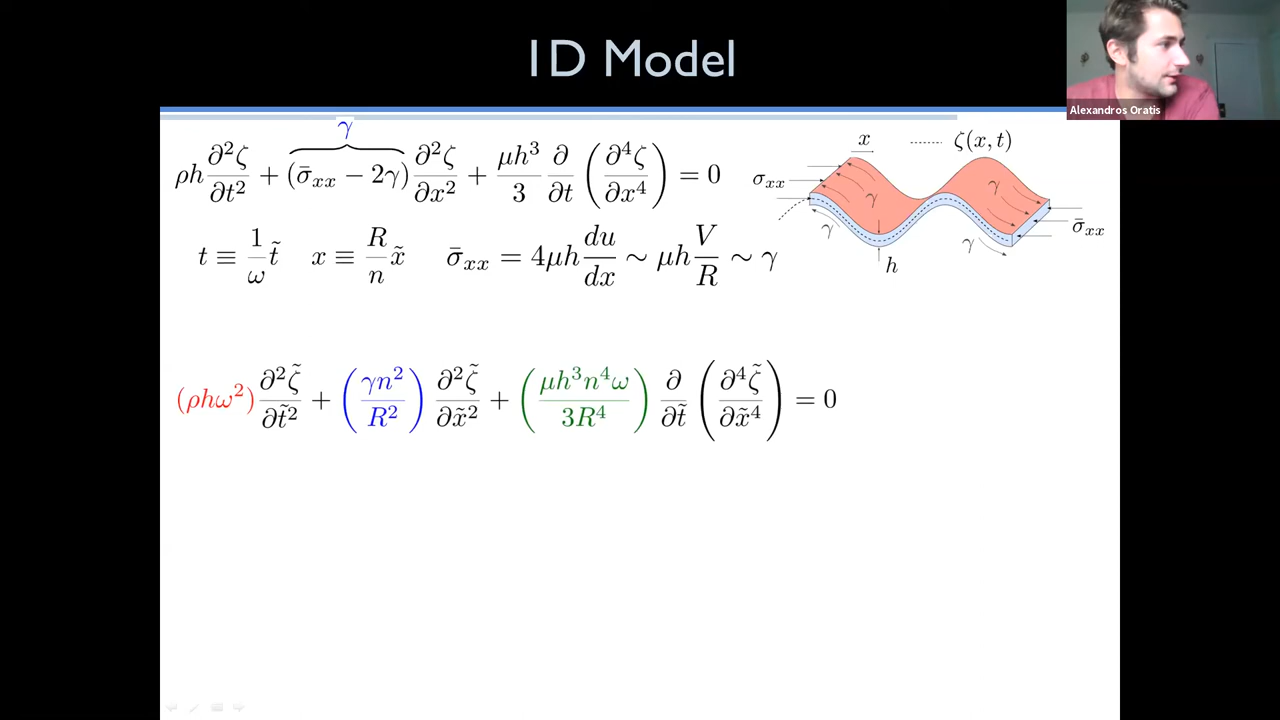 1D Model
Alexandros Oratis
γ
ρh ∂²ζ/∂t² + (σ̄xx − 2γ) ∂²ζ/∂x² + μh³/3 ∂/∂t (∂⁴ζ/∂x⁴) = 0
t ≡ 1/ω t̃ x ≡ R/n x̃ σ̄xx = 4μh du/dx ∼ μh V/R ∼ γ
x ζ(x, t)
σxx γ γ
γ γ σ̄xx
h
(ρhω²) ∂²ζ̃/∂t̃² + (γn²/R²) ∂²ζ̃/∂x̃² + (μh³n⁴ω/3R⁴) ∂/∂t̃ (∂⁴ζ̃/∂x̃⁴) = 0